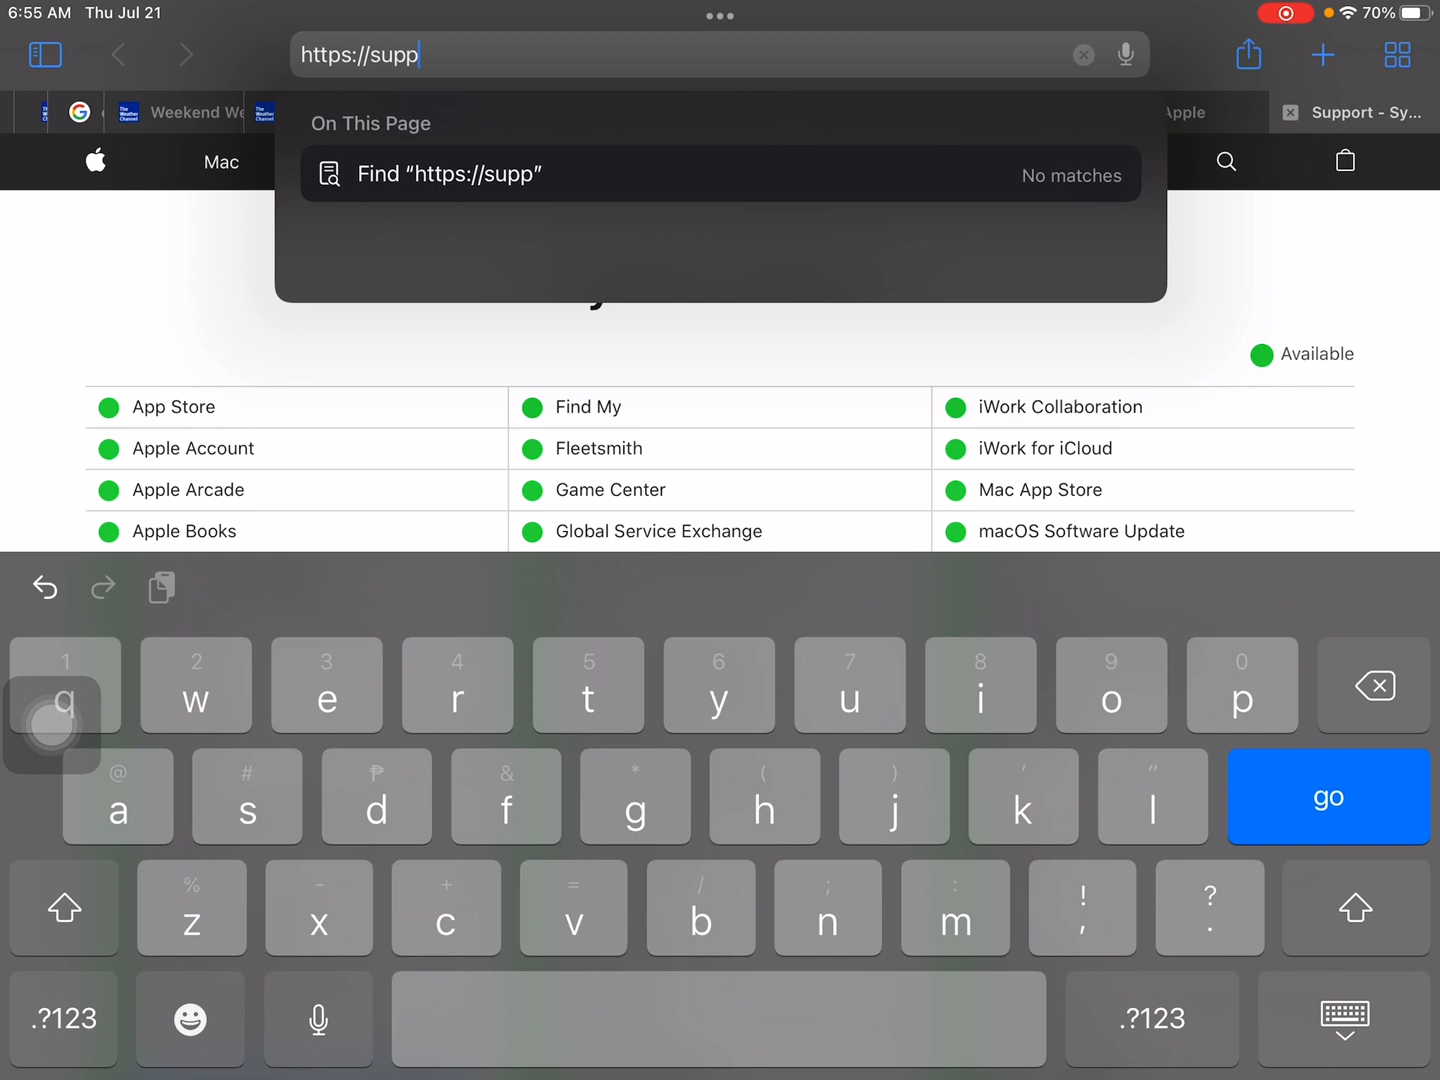 6:55 AM Thu Jul 21
70%
https://supp
Weekend We
Apple
Support - Sy...
On This Page
Find “https://supp”
No matches
Mac
Available
App Store
Find My
iWork Collaboration
Apple Account
Fleetsmith
iWork for iCloud
Apple Arcade
Game Center
Mac App Store
Apple Books
Global Service Exchange
macOS Software Update
1 2 3 4 5 6 7 8 9 0
q w e r t y u i o p
@ # ₱ & * ( ) ' "
a s d f g h j k l go
% - + = / ; : ! ?
z x c v b n m , .
.?123 .?123